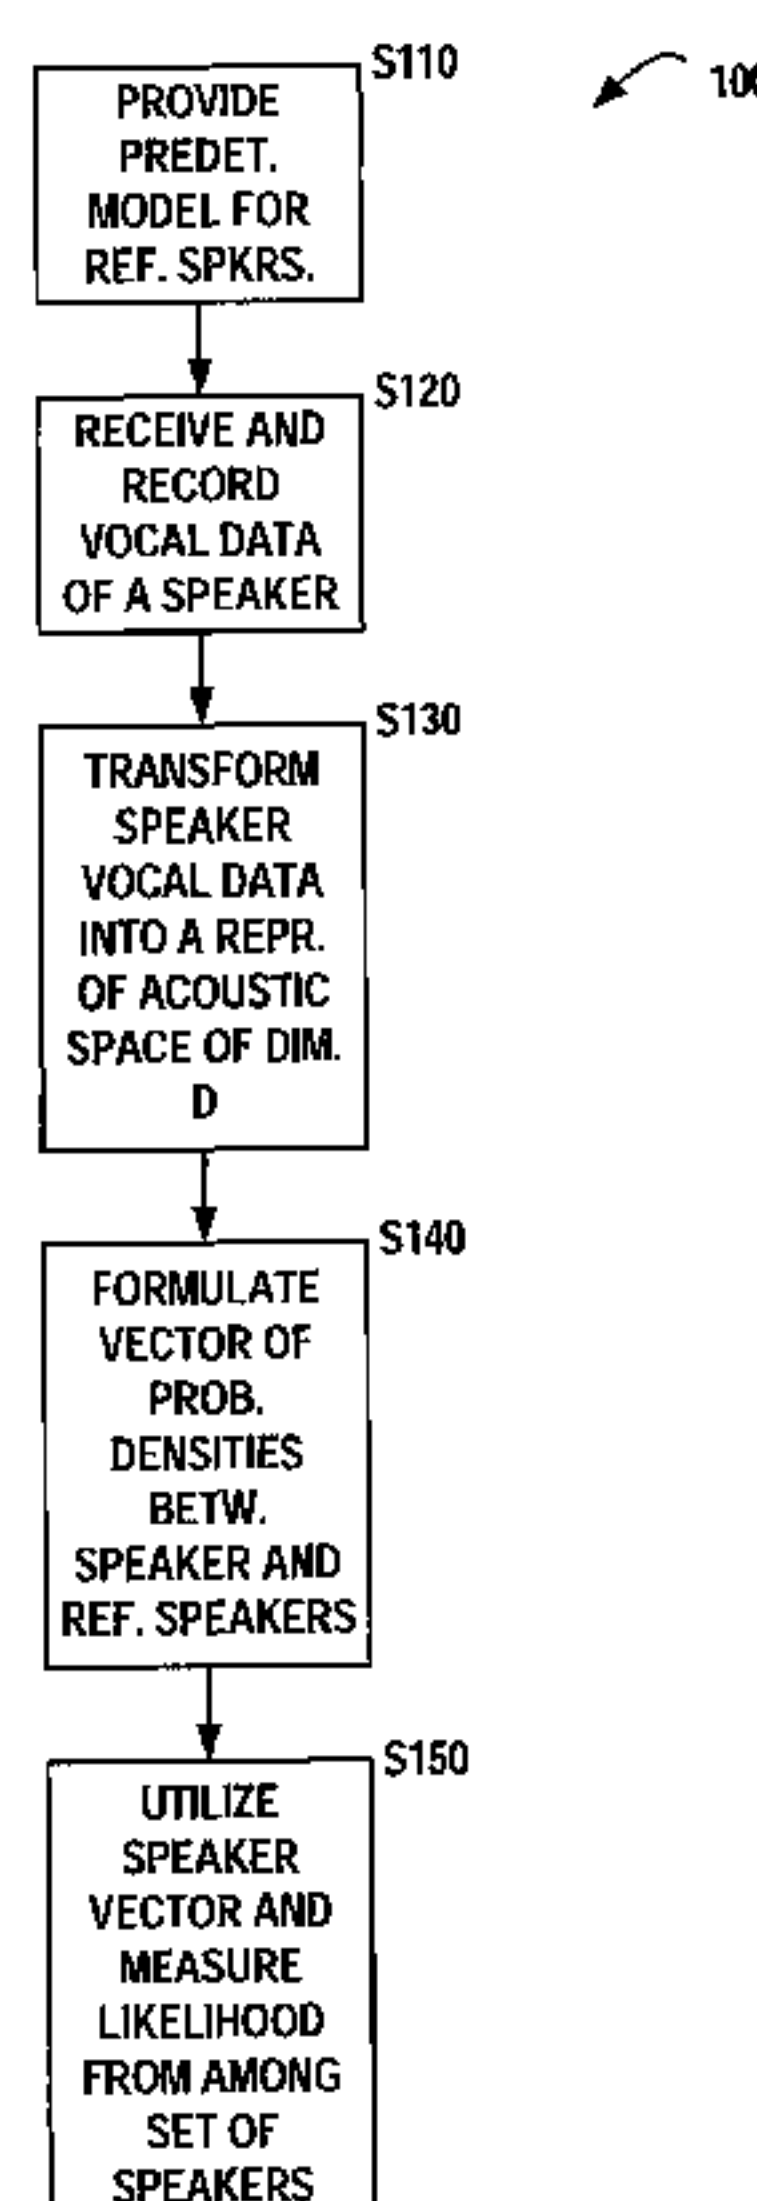 S110
PROVIDE
PREDET.
MODEL FOR
REF. SPKRS.
S120
RECEIVE AND
RECORD
VOCAL DATA
OF A SPEAKER
S130
TRANSFORM
SPEAKER
VOCAL DATA
INTO A REPR.
OF ACOUSTIC
SPACE OF DIM.
D
S140
FORMULATE
VECTOR OF
PROB.
DENSITIES
BETW.
SPEAKER AND
REF. SPEAKERS
S150
UTILIZE
SPEAKER
VECTOR AND
MEASURE
LIKELIHOOD
FROM AMONG
SET OF
SPEAKERS